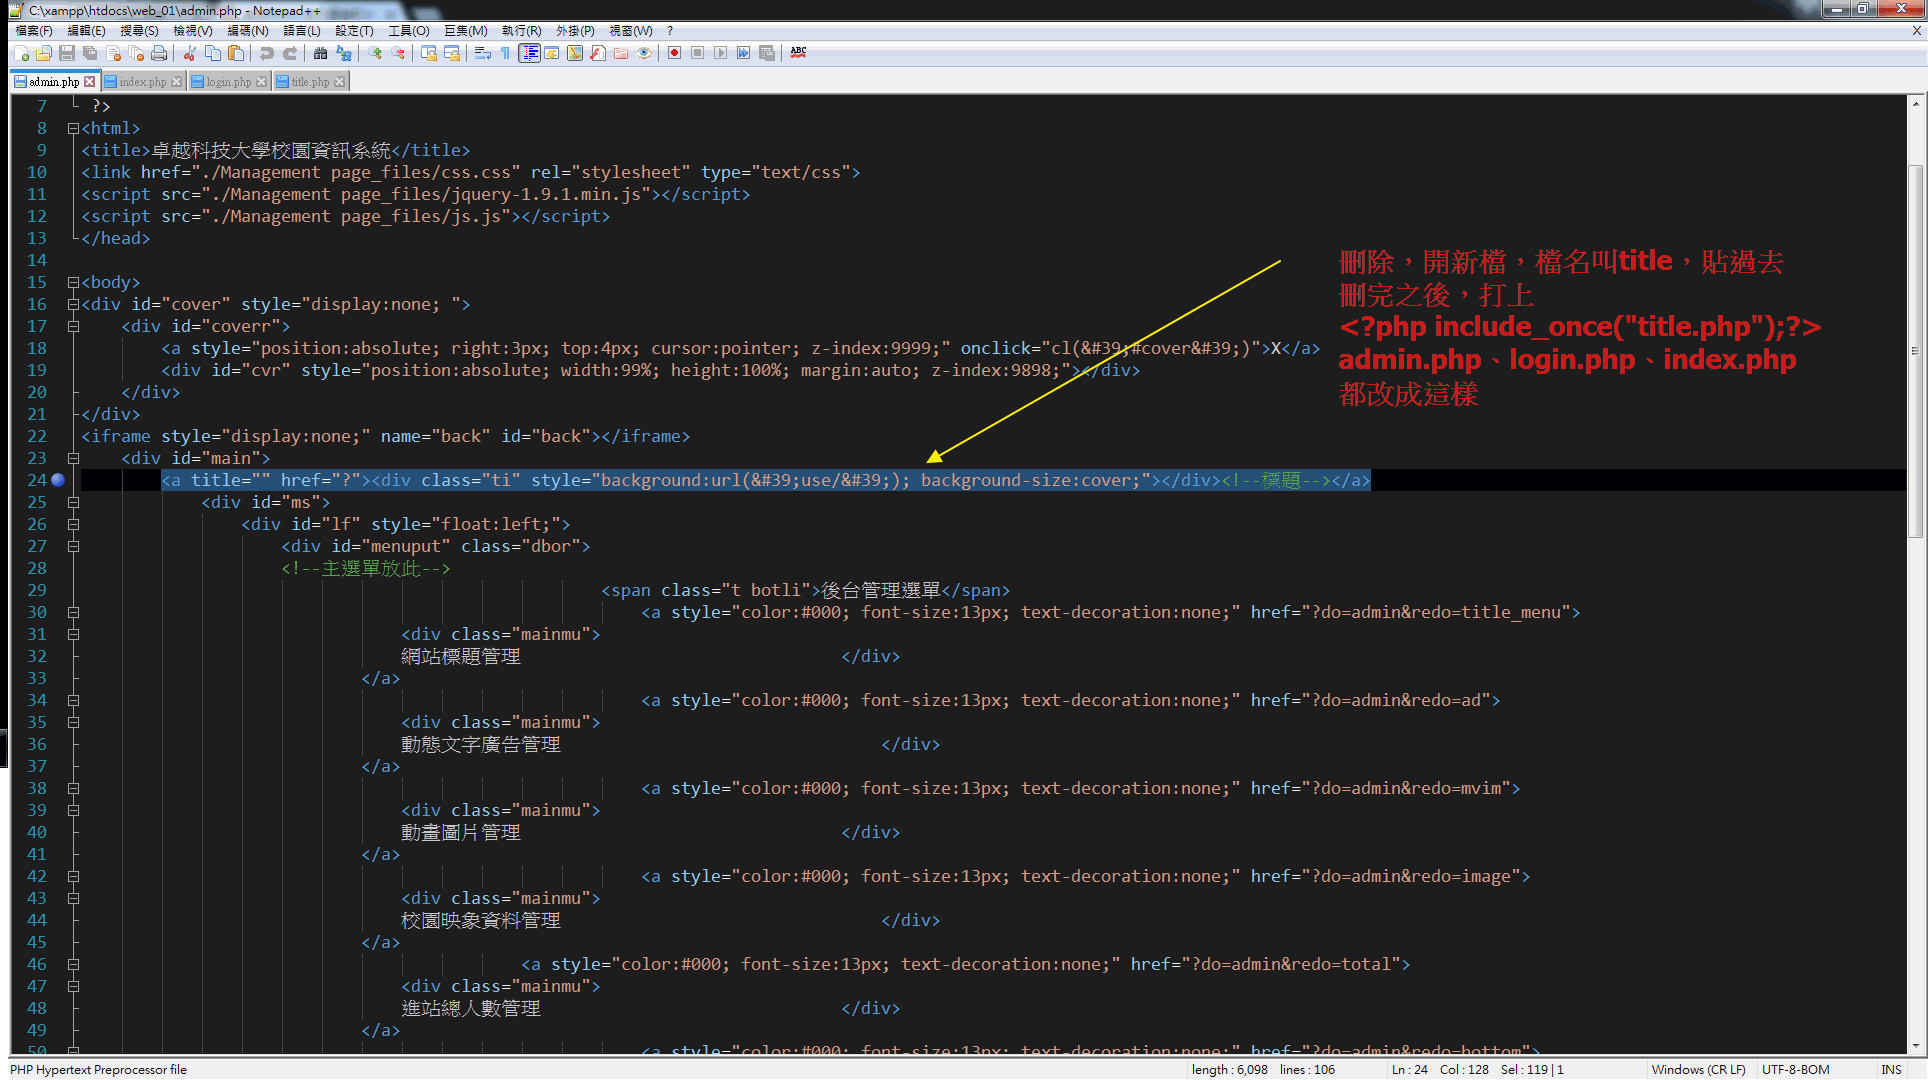 C:\xampp\htdocs\web_01\admin.php - Notepad++
檔案(F) 編輯(E) 搜尋(S) 檢視(V) 編碼(N) 語言(L) 設定(T) 工具(O) 巨集(M) 執行(R) 外掛(P) 視窗(W) ? X
ABC
admin.php index.php login.php title.php
7 ?>
8 <html>
9 <title>卓越科技大學校園資訊系統</title>
10 <link href="./Management page_files/css.css" rel="stylesheet" type="text/css">
11 <script src="./Management page_files/jquery-1.9.1.min.js"></script>
12 <script src="./Management page_files/js.js"></script>
13 </head>
14
15 <body>
16 <div id="cover" style="display:none; ">
17 <div id="coverr">
18 <a style="position:absolute; right:3px; top:4px; cursor:pointer; z-index:9999;" onclick="cl(&#39;#cover&#39;)">X</a>
19 <div id="cvr" style="position:absolute; width:99%; height:100%; margin:auto; z-index:9898;"></div>
20 </div>
21 </div>
22 <iframe style="display:none;" name="back" id="back"></iframe>
23 <div id="main">
24 <a title="" href="?"><div class="ti" style="background:url(&#39;use/&#39;); background-size:cover;"></div><!--標題--></a>
25 <div id="ms">
26 <div id="lf" style="float:left;">
27 <div id="menuput" class="dbor">
28 <!--主選單放此-->
29 <span class="t botli">後台管理選單</span>
30 <a style="color:#000; font-size:13px; text-decoration:none;" href="?do=admin&redo=title_menu">
31 <div class="mainmu">
32 網站標題管理 </div>
33 </a>
34 <a style="color:#000; font-size:13px; text-decoration:none;" href="?do=admin&redo=ad">
35 <div class="mainmu">
36 動態文字廣告管理 </div>
37 </a>
38 <a style="color:#000; font-size:13px; text-decoration:none;" href="?do=admin&redo=mvim">
39 <div class="mainmu">
40 動畫圖片管理 </div>
41 </a>
42 <a style="color:#000; font-size:13px; text-decoration:none;" href="?do=admin&redo=image">
43 <div class="mainmu">
44 校園映象資料管理 </div>
45 </a>
46 <a style="color:#000; font-size:13px; text-decoration:none;" href="?do=admin&redo=total">
47 <div class="mainmu">
48 進站總人數管理 </div>
49 </a>
50 <a style="color:#000; font-size:13px; text-decoration:none;" href="?do=admin&redo=bottom">
刪除，開新檔，檔名叫title，貼過去
刪完之後，打上
<?php include_once("title.php");?>
admin.php、login.php、index.php
都改成這樣
PHP Hypertext Preprocessor file length : 6,098 lines : 106 Ln : 24 Col : 128 Sel : 119 | 1 Windows (CR LF) UTF-8-BOM INS